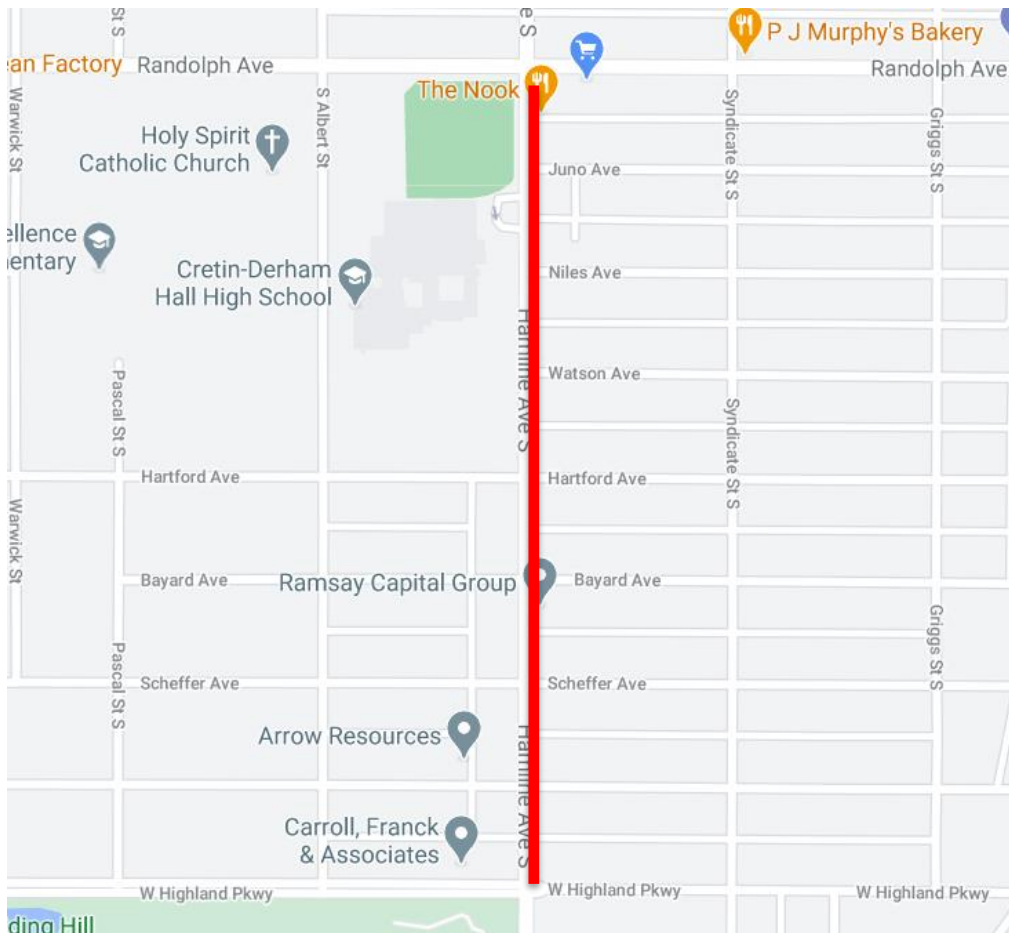 e S
St S
P J Murphy's Bakery
ean Factory
Randolph Ave
Randolph Ave
The Nook
Warwick St
S Albert St
Syndicate St S
Griggs St S
Holy Spirit
Catholic Church
Juno Ave
ellence
entary
Cretin-Derham
Hall High School
Niles Ave
Hamline Ave S
Watson Ave
Pascal St S
Syndicate St S
Hartford Ave
Hartford Ave
Warwick St
Bayard Ave
Ramsay Capital Group
Bayard Ave
Griggs St S
Pascal St S
Scheffer Ave
Scheffer Ave
Arrow Resources
Hamline Ave S
Carroll, Franck
& Associates
W Highland Pkwy
W Highland Pkwy
W Highland Pkwy
ding Hill